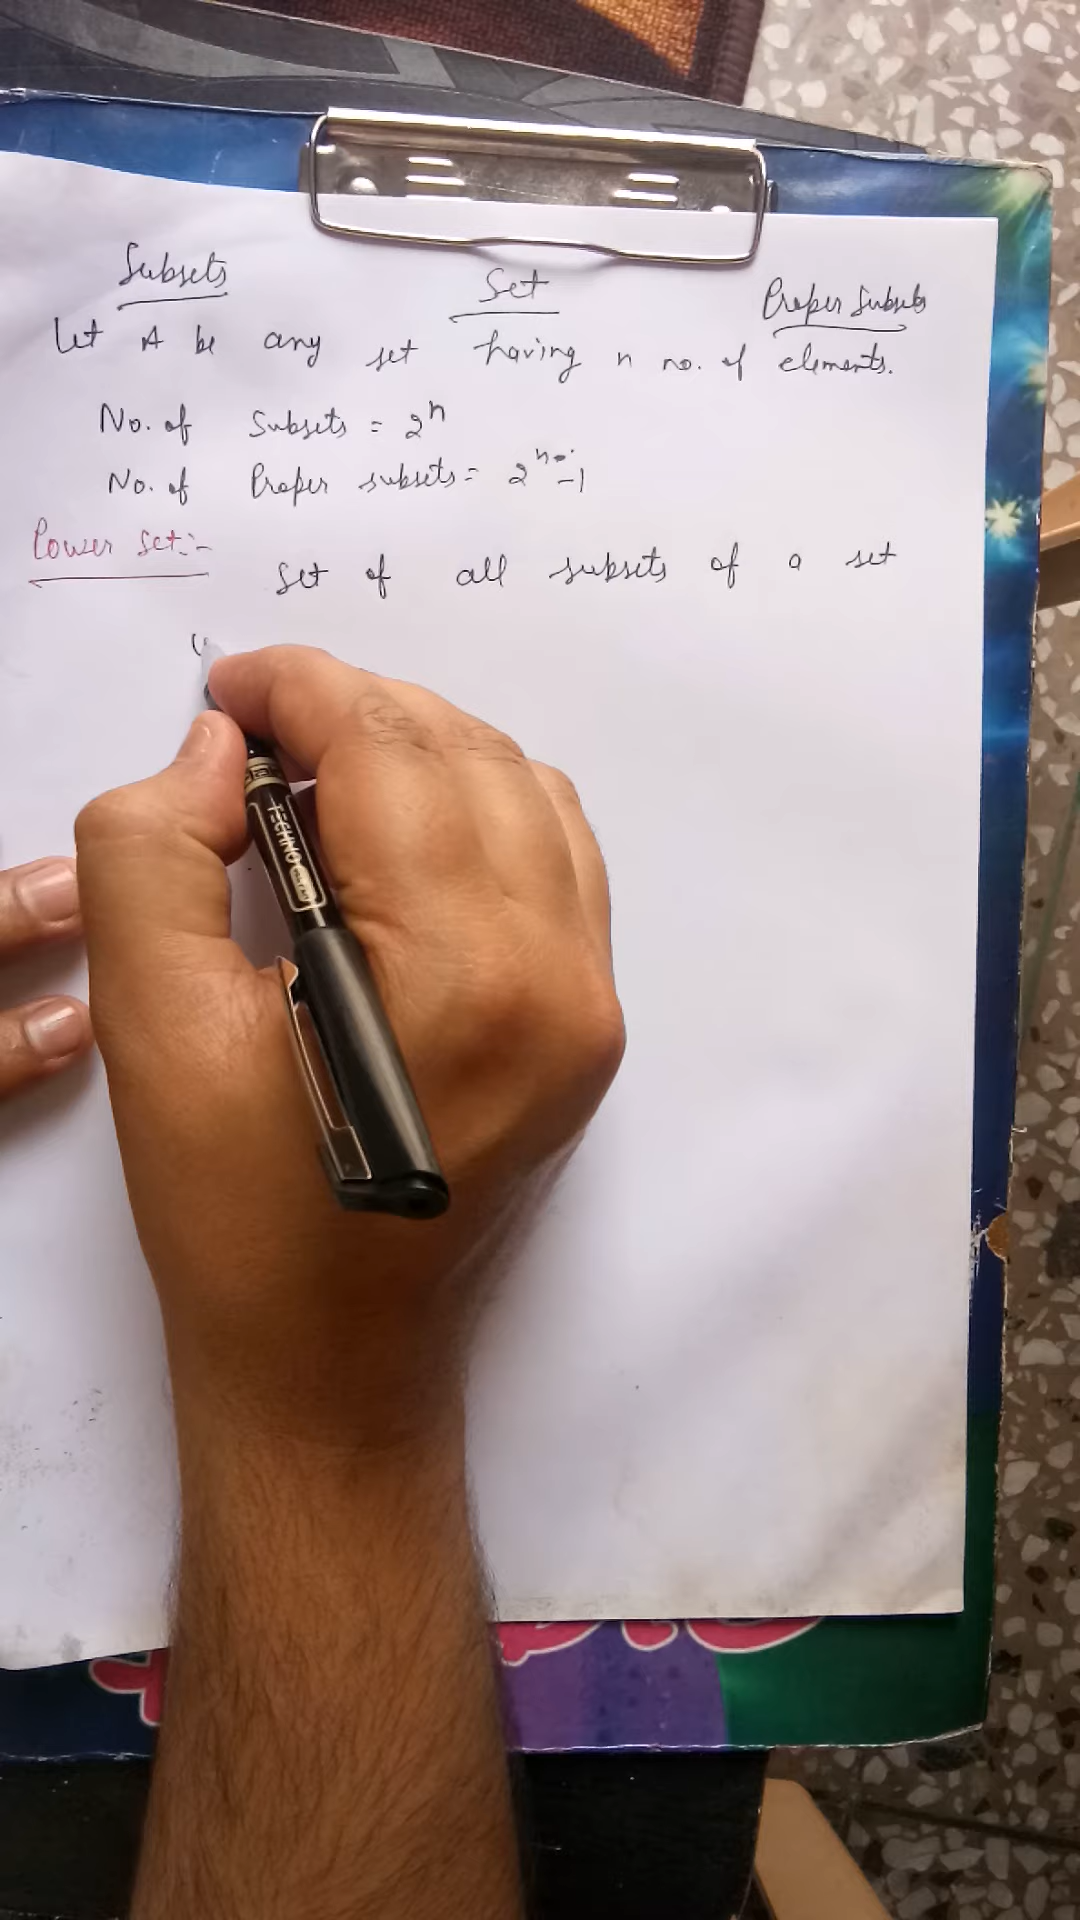 Subsets Set Proper Subsets
Let A be any set having n no. of elements.
No. of Subsets = 2ⁿ
No. of Proper subsets = 2ⁿ-1
Power Set:-
Set of all subsets of a set
TECHNO